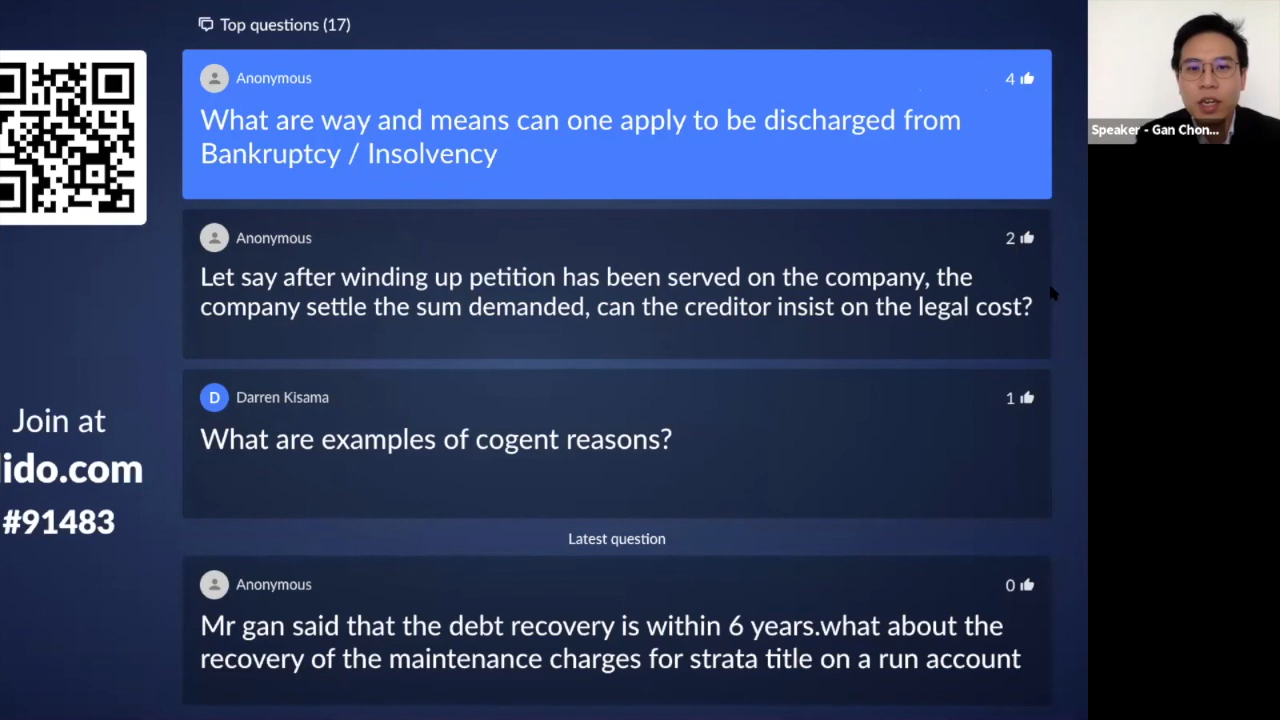 Top questions (17)
Anonymous
4
What are way and means can one apply to be discharged from
Bankruptcy / Insolvency
Speaker - Gan Chon...
Anonymous
2
Let say after winding up petition has been served on the company, the
company settle the sum demanded, can the creditor insist on the legal cost?
D
Darren Kisama
1
What are examples of cogent reasons?
Join at
lido.com
#91483
Latest question
Anonymous
0
Mr gan said that the debt recovery is within 6 years.what about the
recovery of the maintenance charges for strata title on a run account